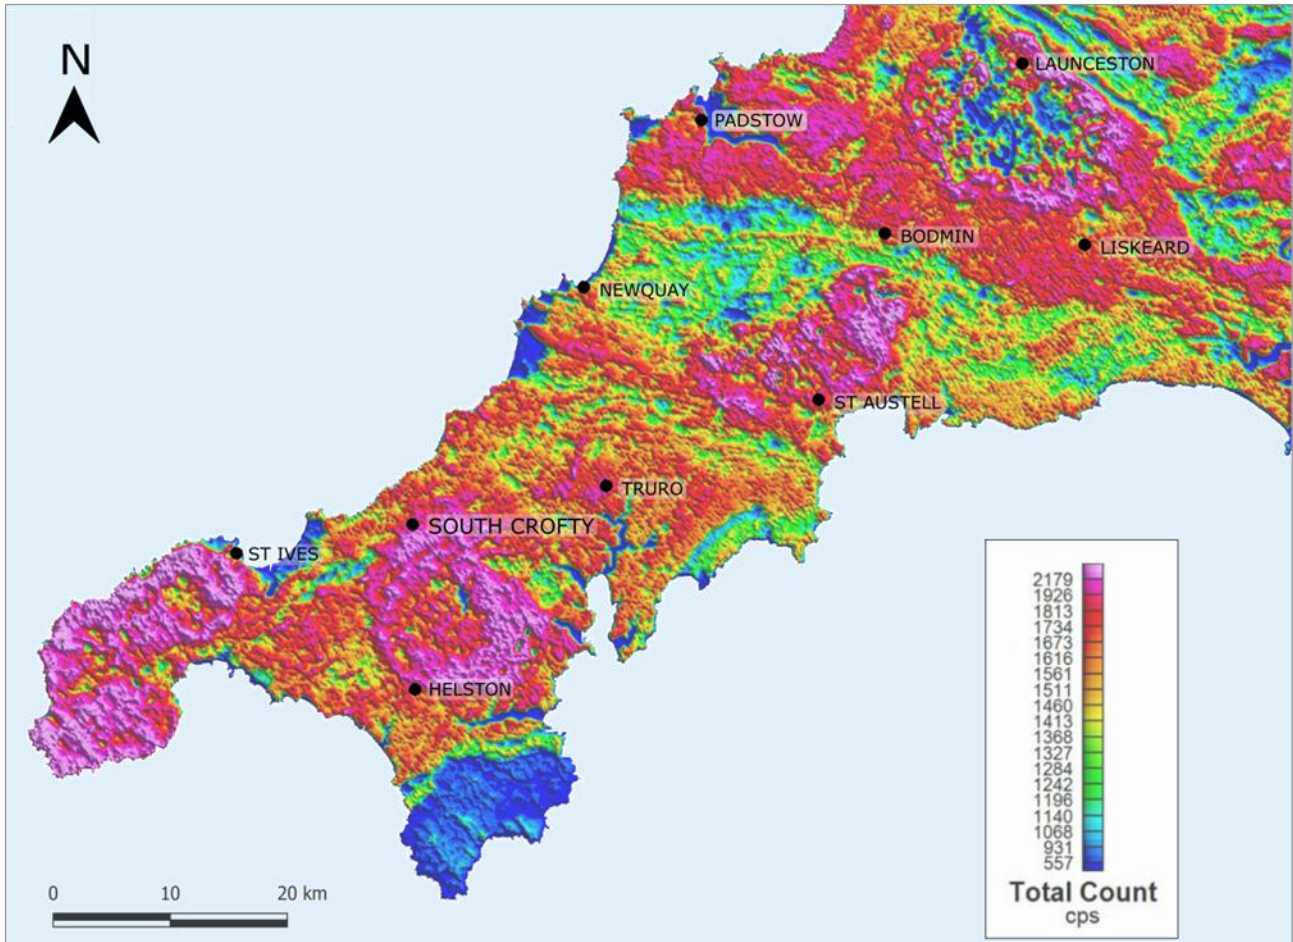 N
LAUNCESTON
PADSTOW
BODMIN
LISKEARD
NEWQUAY
ST AUSTELL
TRURO
SOUTH CROFTY
ST IVES
HELSTON
2179
1926
1813
1734
1673
1616
1561
1511
1460
1413
1368
1327
1284
1242
1196
1140
1068
931
557
Total Count
cps
0 10 20 km